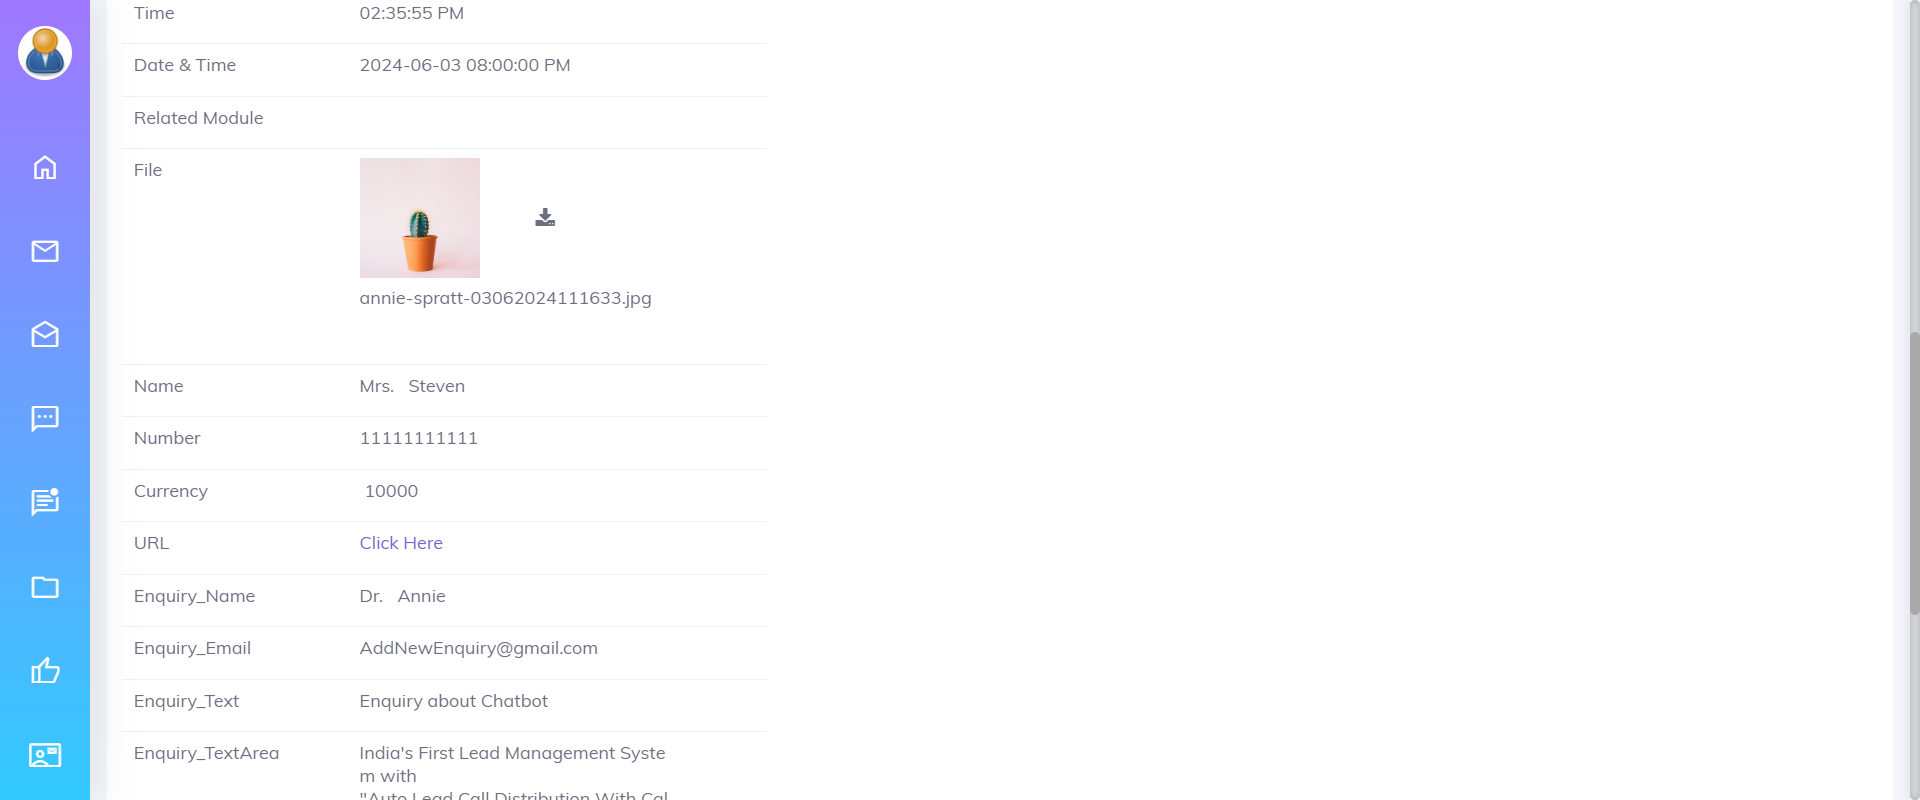 Time 02:35:55 PM
Date & Time 2024-06-03 08:00:00 PM
Related Module
File
annie-spratt-03062024111633.jpg
Name Mrs. Steven
Number 11111111111
Currency 10000
URL Click Here
Enquiry_Name Dr. Annie
Enquiry_Email AddNewEnquiry@gmail.com
Enquiry_Text Enquiry about Chatbot
Enquiry_TextArea India's First Lead Management Syste
m with
"Auto Lead Call Distribution With Cal